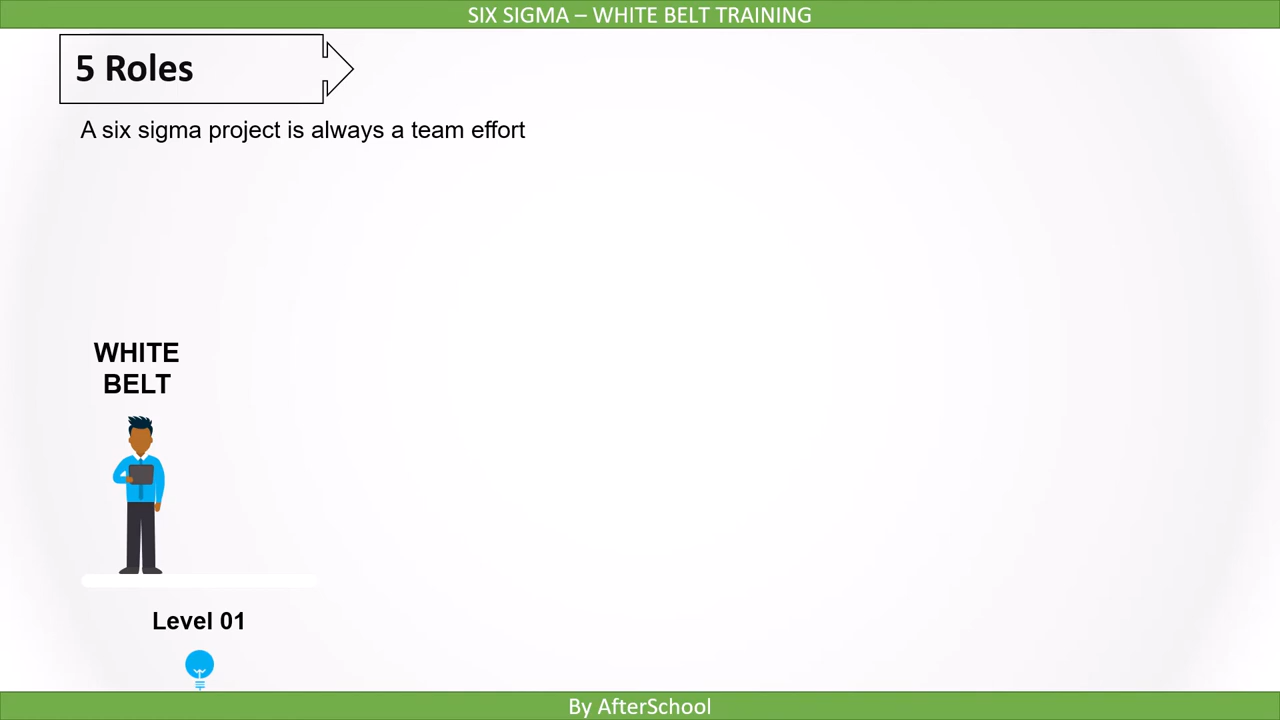 SIX SIGMA – WHITE BELT TRAINING
5 Roles
A six sigma project is always a team effort
WHITE
BELT
Level 01
By AfterSchool